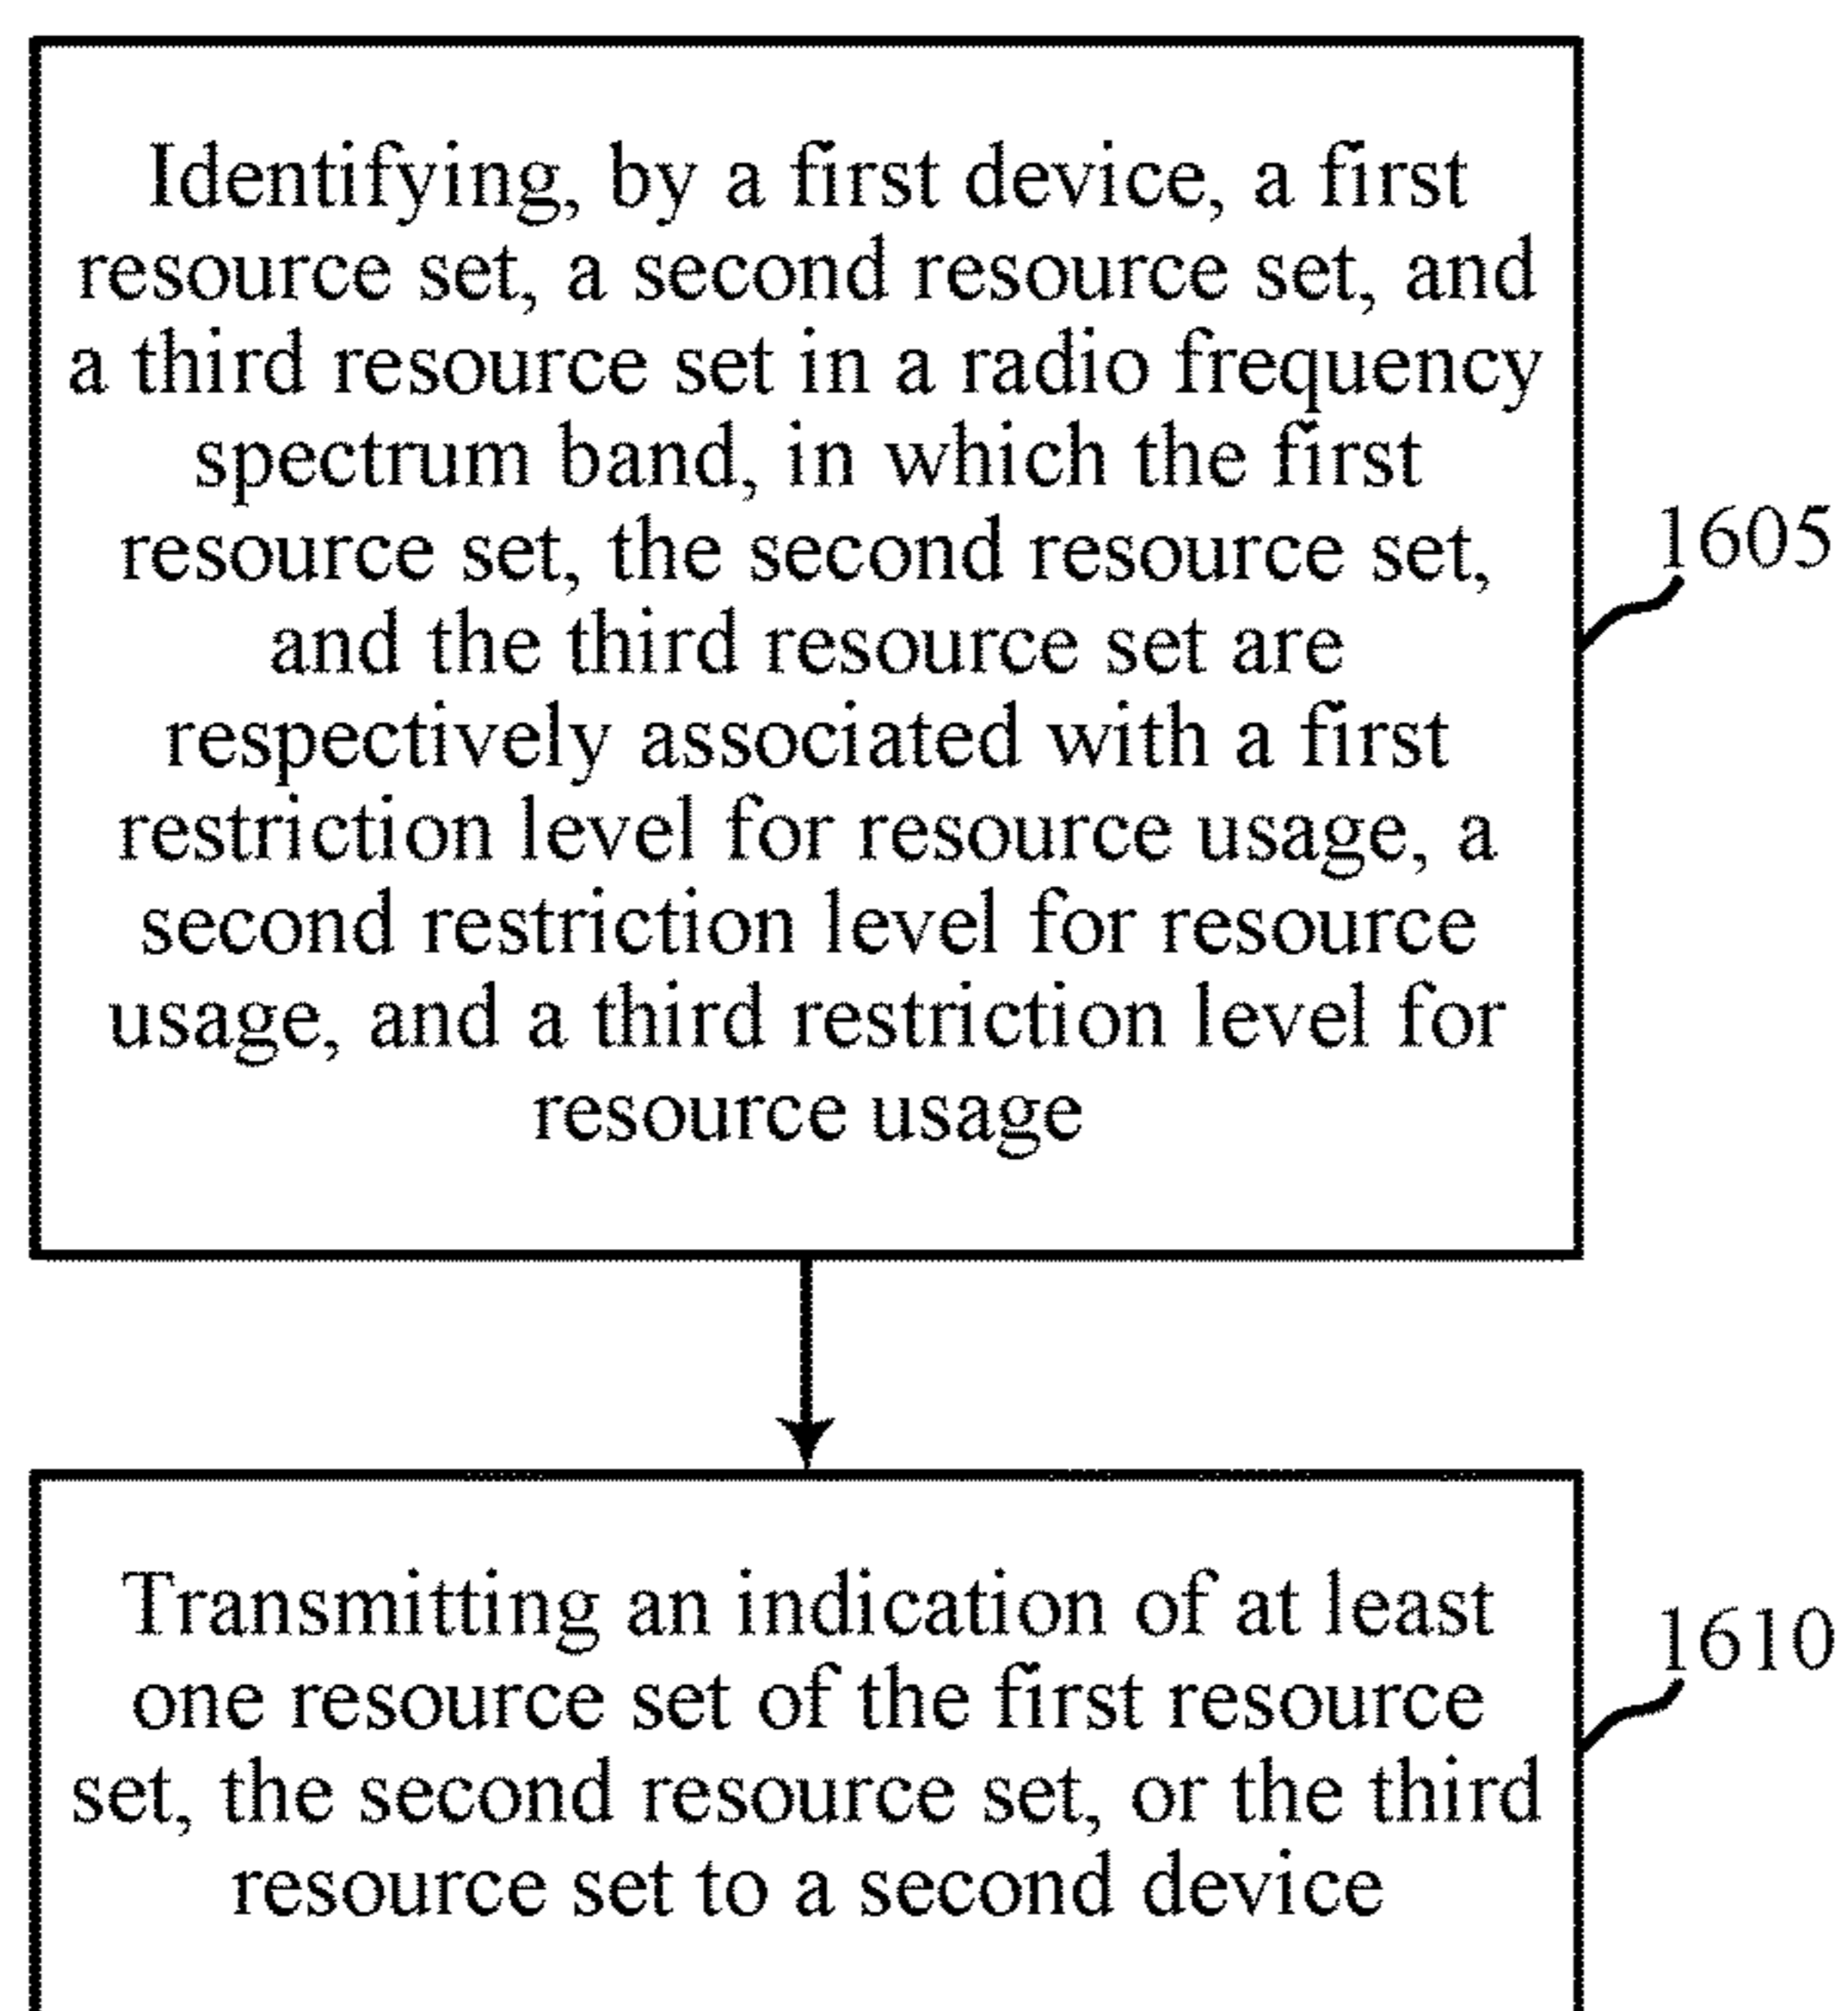 Identifying, by a first device, a first
resource set, a second resource set, and
a third resource set in a radio frequency
spectrum band, in which the first
resource set, the second resource set,
and the third resource set are
respectively associated with a first
restriction level for resource usage, a
second restriction level for resource
usage, and a third restriction level for
resource usage
1605
Transmitting an indication of at least
one resource set of the first resource
set, the second resource set, or the third
resource set to a second device
1610